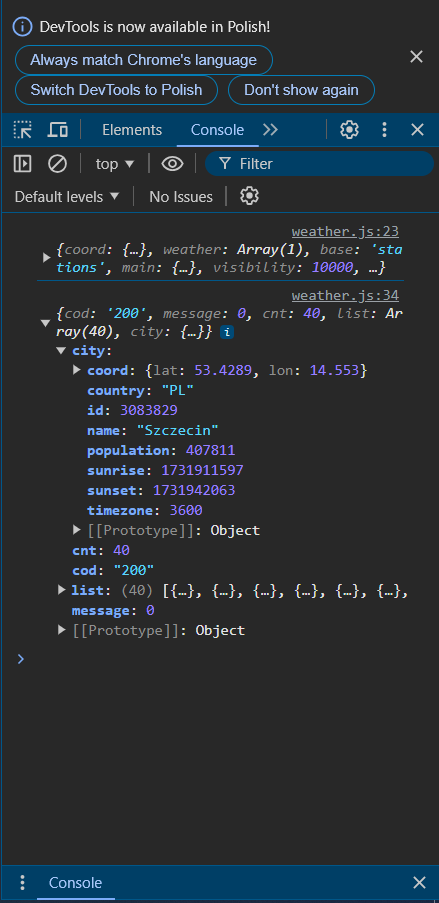 DevTools is now available in Polish!
Always match Chrome's language
Switch DevTools to Polish Don't show again
Elements Console
top Filter
Default levels No Issues
weather.js:23
{coord: {…}, weather: Array(1), base: 'sta
tions', main: {…}, visibility: 10000, …}
weather.js:34
{cod: '200', message: 0, cnt: 40, list: Ar
ray(40), city: {…}} i
city:
coord: {lat: 53.4289, lon: 14.553}
country: "PL"
id: 3083829
name: "Szczecin"
population: 407811
sunrise: 1731911597
sunset: 1731942063
timezone: 3600
[[Prototype]]: Object
cnt: 40
cod: "200"
list: (40) [{…}, {…}, {…}, {…}, {…}, {…},
message: 0
[[Prototype]]: Object
Console